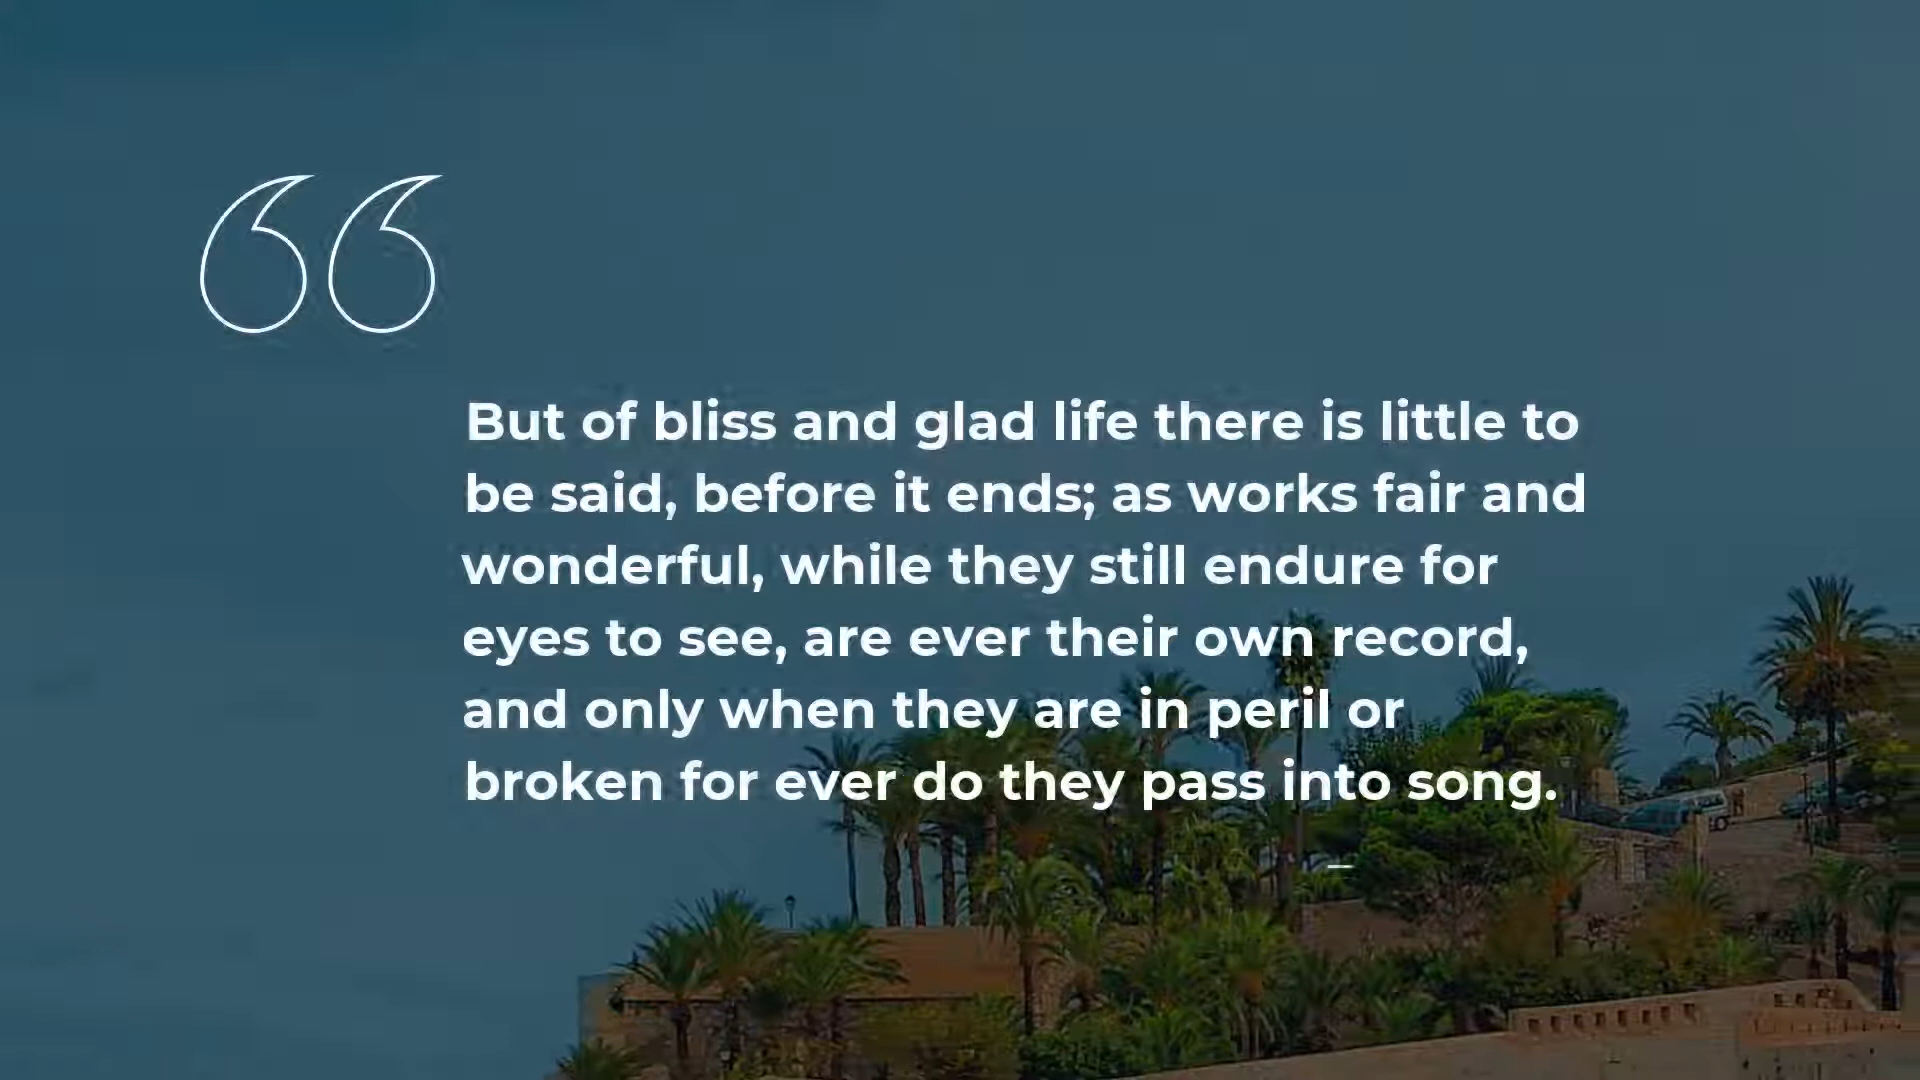 “
But of bliss and glad life there is little to
be said, before it ends; as works fair and
wonderful, while they still endure for
eyes to see, are ever their own record,
and only when they are in peril or
broken for ever do they pass into song.
–